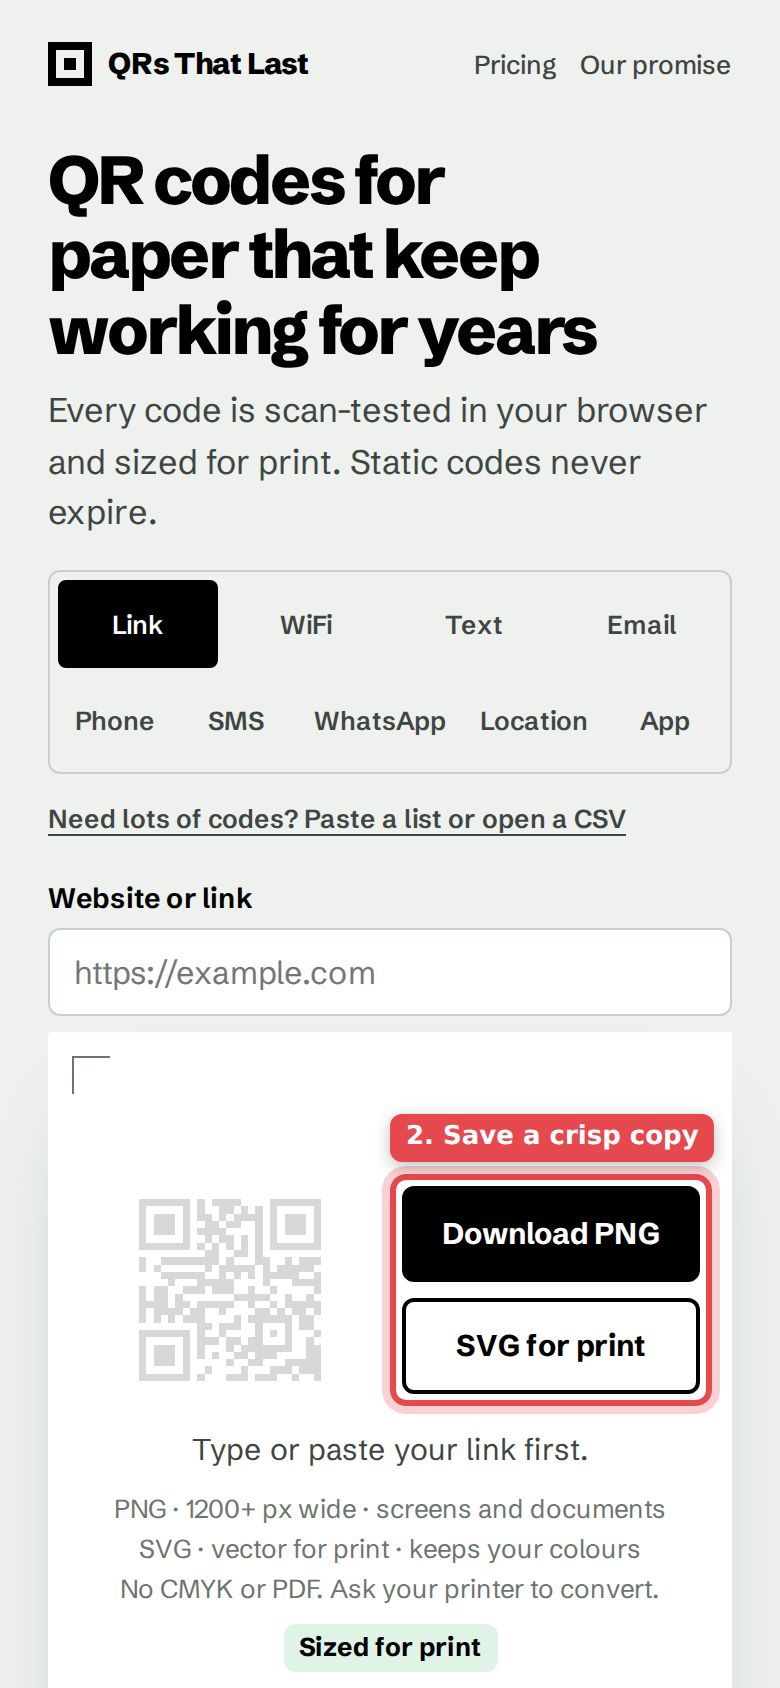 QRs That Last
Pricing
Our promise
QR codes for
paper that keep
working for years
Every code is scan-tested in your browser
and sized for print. Static codes never
expire.
Link
WiFi
Text
Email
Phone
SMS
WhatsApp
Location
App
Need lots of codes? Paste a list or open a CSV
Website or link
https://example.com
2. Save a crisp copy
Download PNG
SVG for print
Type or paste your link first.
PNG · 1200+ px wide · screens and documents
SVG · vector for print · keeps your colours
No CMYK or PDF. Ask your printer to convert.
Sized for print